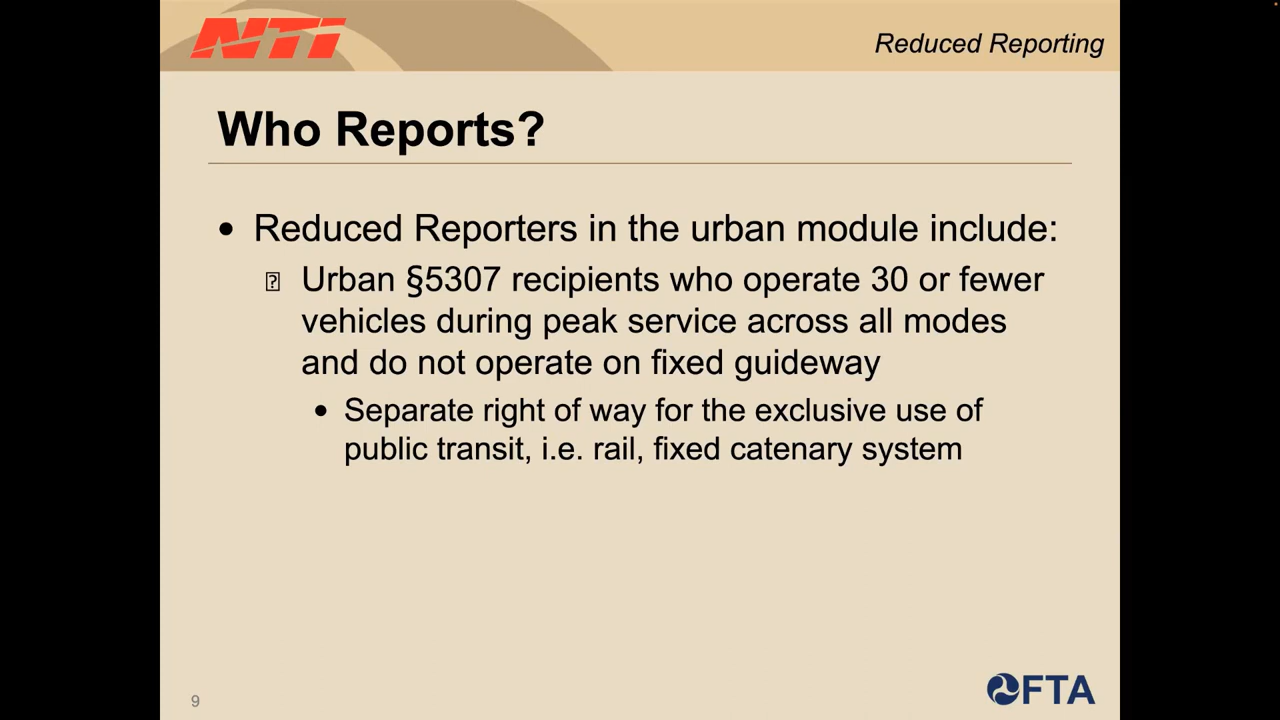 NTI
Reduced Reporting
Who Reports?
• Reduced Reporters in the urban module include:
Urban §5307 recipients who operate 30 or fewer
vehicles during peak service across all modes
and do not operate on fixed guideway
• Separate right of way for the exclusive use of
public transit, i.e. rail, fixed catenary system
9
FTA